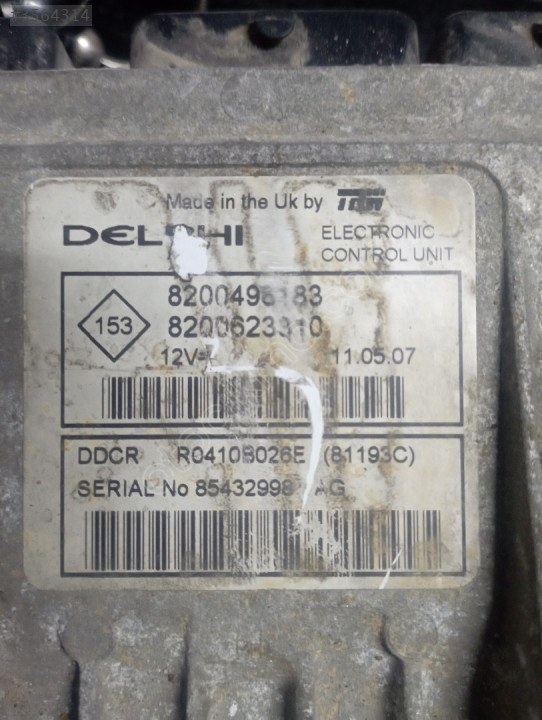 564314
Made in the Uk by TRW
DELPHI
ELECTRONIC
CONTROL UNIT
153
8200498183
8200623310
12V
11.05.07
DDCR R0410B026E (81193C)
SERIAL No 85432998 AG